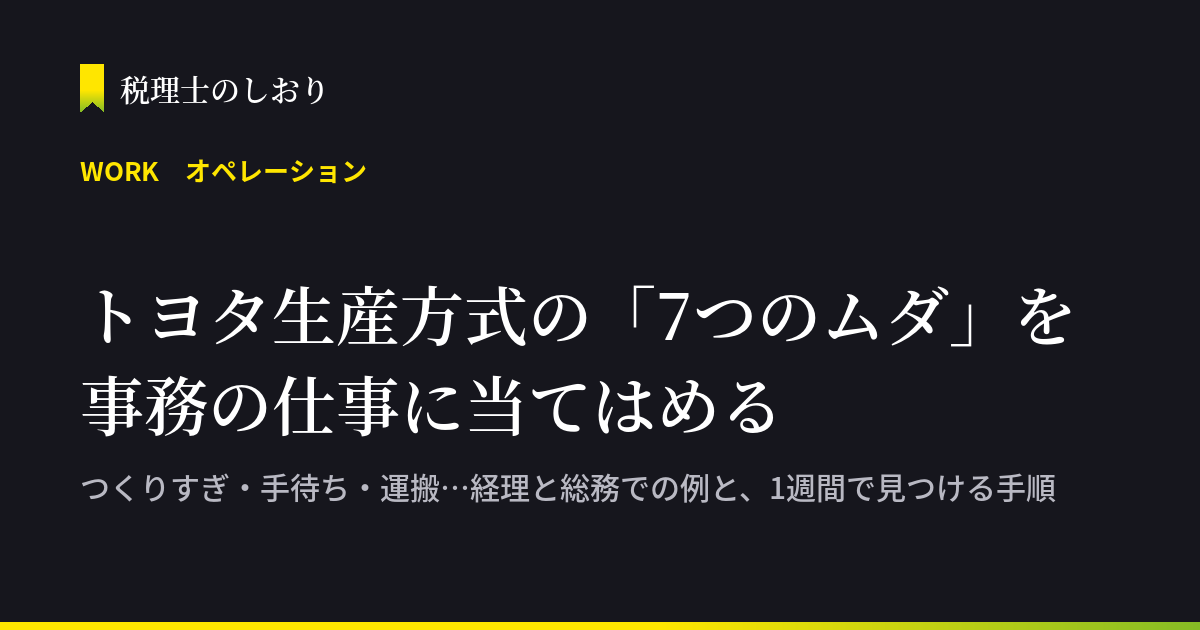 税理士のしおり
WORK　オペレーション
トヨタ生産方式の「7つのムダ」を
事務の仕事に当てはめる
つくりすぎ・手待ち・運搬…経理と総務での例と、1週間で見つける手順